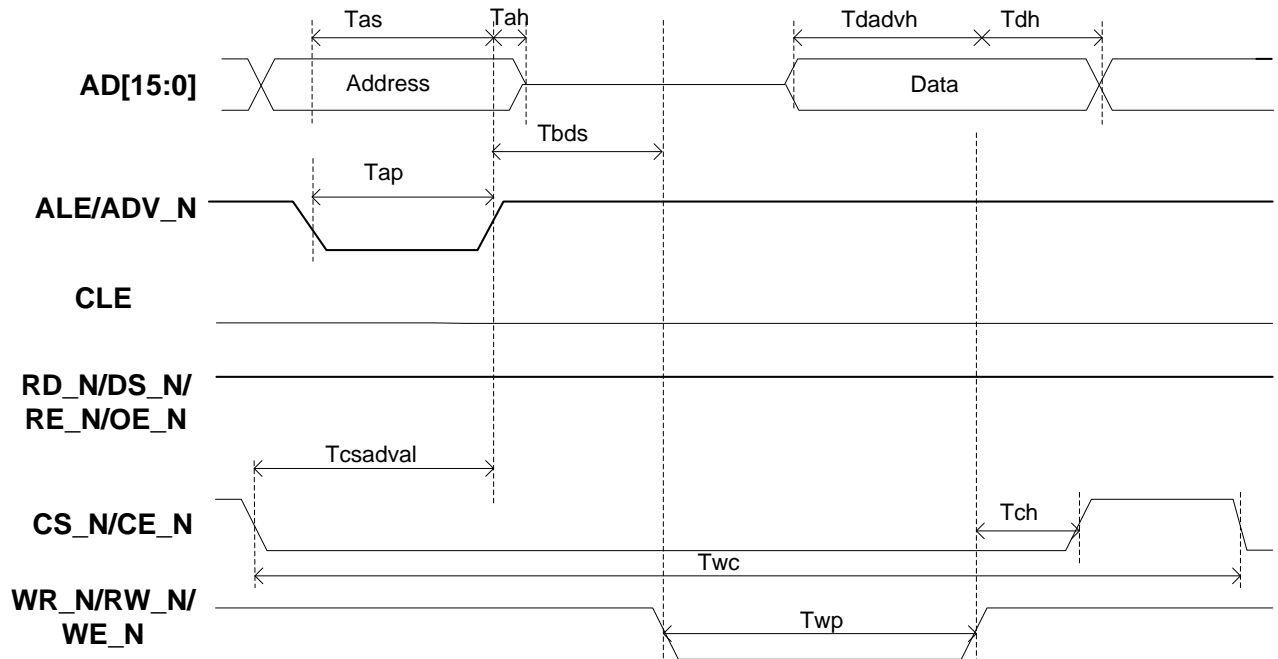 Tas
Tah
Tdadvh
Tdh
AD[15:0]
Address
Data
Tbds
Tap
ALE/ADV_N
CLE
RD_N/DS_N/
RE_N/OE_N
Tcsadval
CS_N/CE_N
Tch
Twc
WR_N/RW_N/
WE_N
Twp